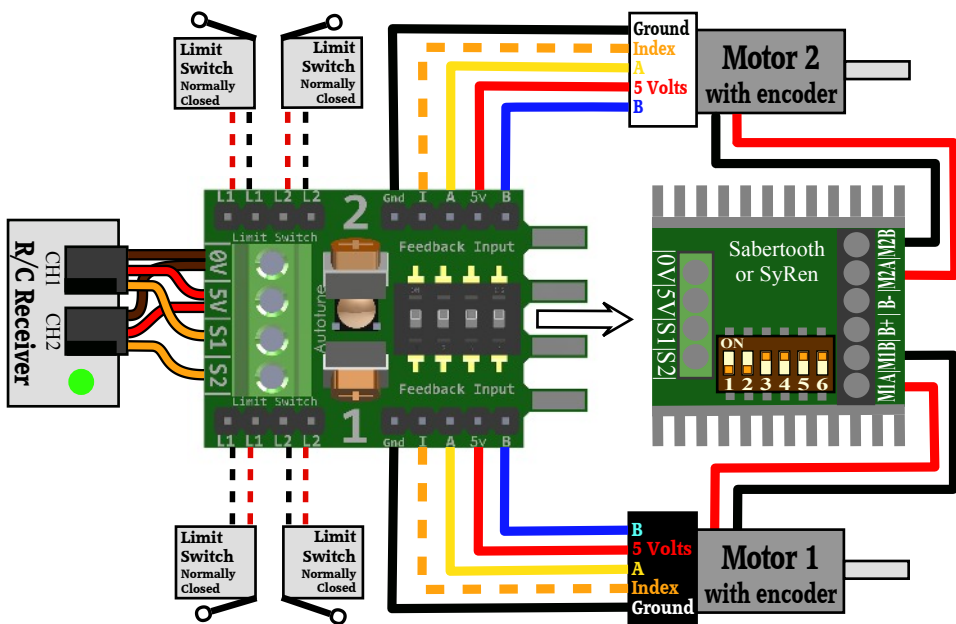 Limit
Switch
Normally
Closed
Limit
Switch
Normally
Closed
Ground
Index
A
5 Volts
B
Motor 2
with encoder
L1 L1 L2 L2
2
Gnd I A 5v B
Limit Switch
Feedback Input
R/C Receiver
CH1
CH2
|0V|5V|S1|S2|
Autotune
Sabertooth
or SyRen
|0V|5V|S1|S2|
ON
1 2 3 4 5 6
M1A|M1B|B+|B-|M2A|M2B
Limit Switch
Feedback Input
L1 L1 L2 L2
1
Gnd I A 5v B
Limit
Switch
Normally
Closed
Limit
Switch
Normally
Closed
B
5 Volts
A
Index
Ground
Motor 1
with encoder